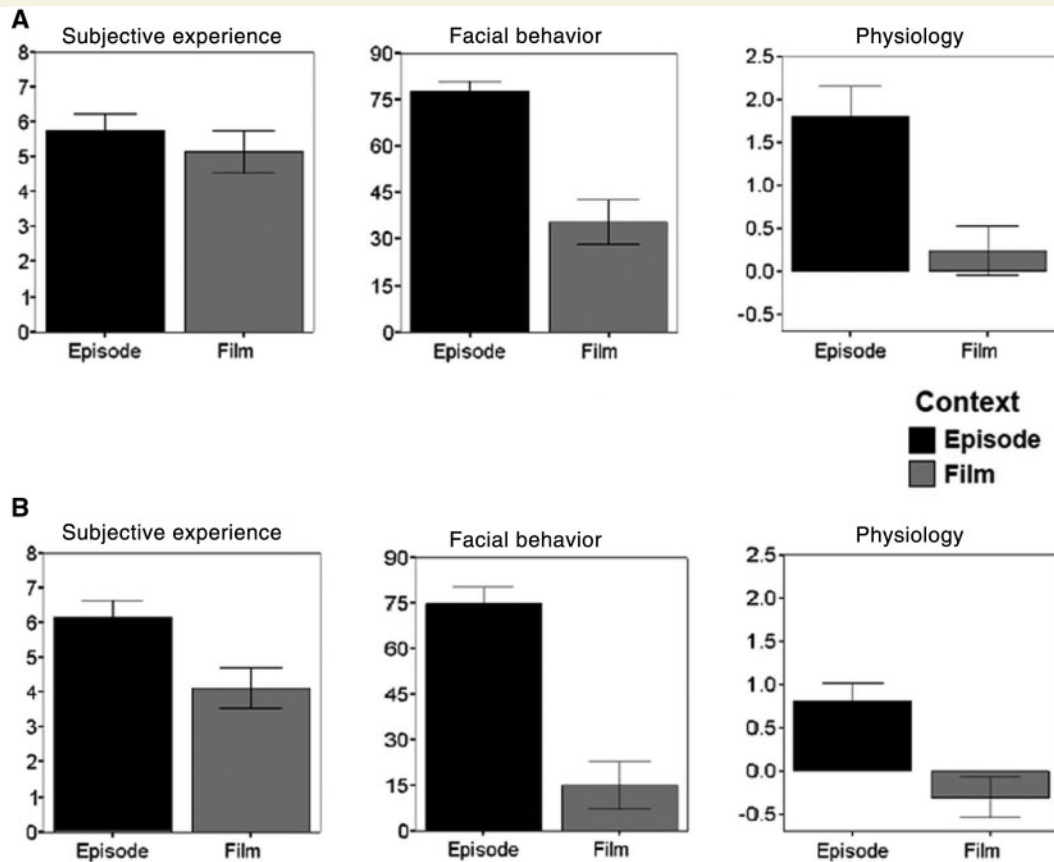 A
Subjective experience
8
7
6
5
4
3
2
1
0
Episode Film
Facial behavior
90
75
60
45
30
15
0
Episode Film
Physiology
2.5
2.0
1.5
1.0
0.5
0.0
-0.5
Episode Film
Context
Episode
Film
B
Subjective experience
8
7
6
5
4
3
2
1
0
Episode Film
Facial behavior
90
75
60
45
30
15
0
Episode Film
Physiology
2.5
2.0
1.5
1.0
0.5
0.0
-0.5
Episode Film